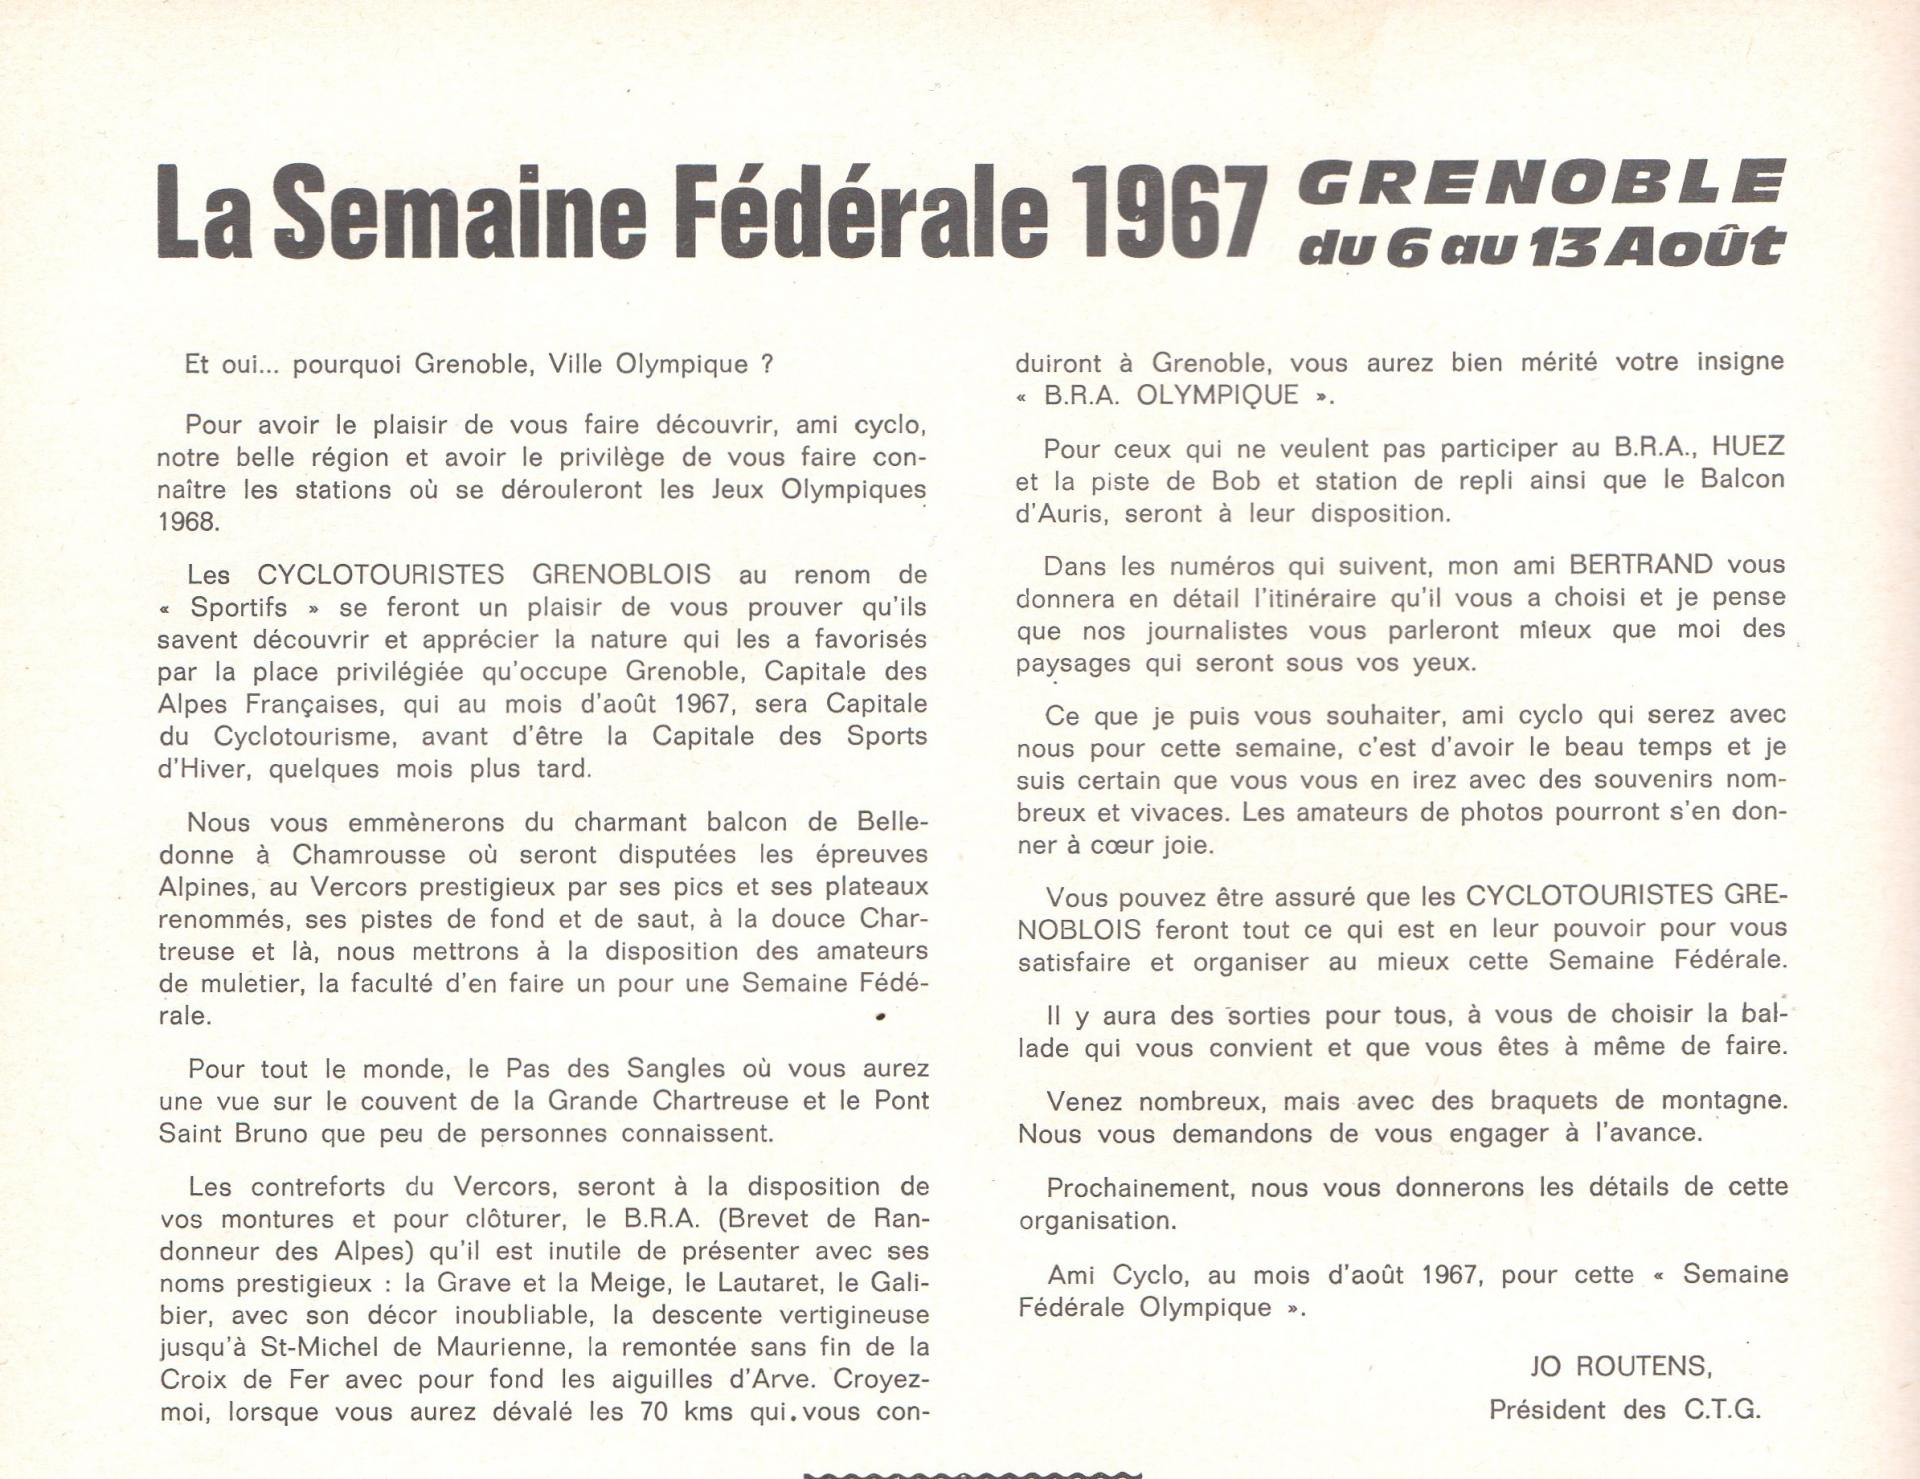 La Semaine Fédérale 1967
GRENOBLE
du 6 au 13 Août
Et oui... pourquoi Grenoble, Ville Olympique ?
Pour avoir le plaisir de vous faire découvrir, ami cyclo,
notre belle région et avoir le privilège de vous faire con-
naître les stations où se dérouleront les Jeux Olympiques
1968.
Les CYCLOTOURISTES GRENOBLOIS au renom de
« Sportifs » se feront un plaisir de vous prouver qu'ils
savent découvrir et apprécier la nature qui les a favorisés
par la place privilégiée qu'occupe Grenoble, Capitale des
Alpes Françaises, qui au mois d'août 1967, sera Capitale
du Cyclotourisme, avant d'être la Capitale des Sports
d'Hiver, quelques mois plus tard.
Nous vous emmènerons du charmant balcon de Belle-
donne à Chamrousse où seront disputées les épreuves
Alpines, au Vercors prestigieux par ses pics et ses plateaux
renommés, ses pistes de fond et de saut, à la douce Char-
treuse et là, nous mettrons à la disposition des amateurs
de muletier, la faculté d'en faire un pour une Semaine Fédé-
rale.
Pour tout le monde, le Pas des Sangles où vous aurez
une vue sur le couvent de la Grande Chartreuse et le Pont
Saint Bruno que peu de personnes connaissent.
Les contreforts du Vercors, seront à la disposition de
vos montures et pour clôturer, le B.R.A. (Brevet de Ran-
donneur des Alpes) qu'il est inutile de présenter avec ses
noms prestigieux : la Grave et la Meige, le Lautaret, le Gali-
bier, avec son décor inoubliable, la descente vertigineuse
jusqu'à St-Michel de Maurienne, la remontée sans fin de la
Croix de Fer avec pour fond les aiguilles d'Arve. Croyez-
moi, lorsque vous aurez dévalé les 70 kms qui vous con-
duiront à Grenoble, vous aurez bien mérité votre insigne
« B.R.A. OLYMPIQUE ».
Pour ceux qui ne veulent pas participer au B.R.A., HUEZ
et la piste de Bob et station de repli ainsi que le Balcon
d'Auris, seront à leur disposition.
Dans les numéros qui suivent, mon ami BERTRAND vous
donnera en détail l'itinéraire qu'il vous a choisi et je pense
que nos journalistes vous parleront mieux que moi des
paysages qui seront sous vos yeux.
Ce que je puis vous souhaiter, ami cyclo qui serez avec
nous pour cette semaine, c'est d'avoir le beau temps et je
suis certain que vous vous en irez avec des souvenirs nom-
breux et vivaces. Les amateurs de photos pourront s'en don-
ner à cœur joie.
Vous pouvez être assuré que les CYCLOTOURISTES GRE-
NOBLOIS feront tout ce qui est en leur pouvoir pour vous
satisfaire et organiser au mieux cette Semaine Fédérale.
Il y aura des sorties pour tous, à vous de choisir la bal-
lade qui vous convient et que vous êtes à même de faire.
Venez nombreux, mais avec des braquets de montagne.
Nous vous demandons de vous engager à l'avance.
Prochainement, nous vous donnerons les détails de cette
organisation.
Ami Cyclo, au mois d'août 1967, pour cette « Semaine
Fédérale Olympique ».
JO ROUTENS,
Président des C.T.G.